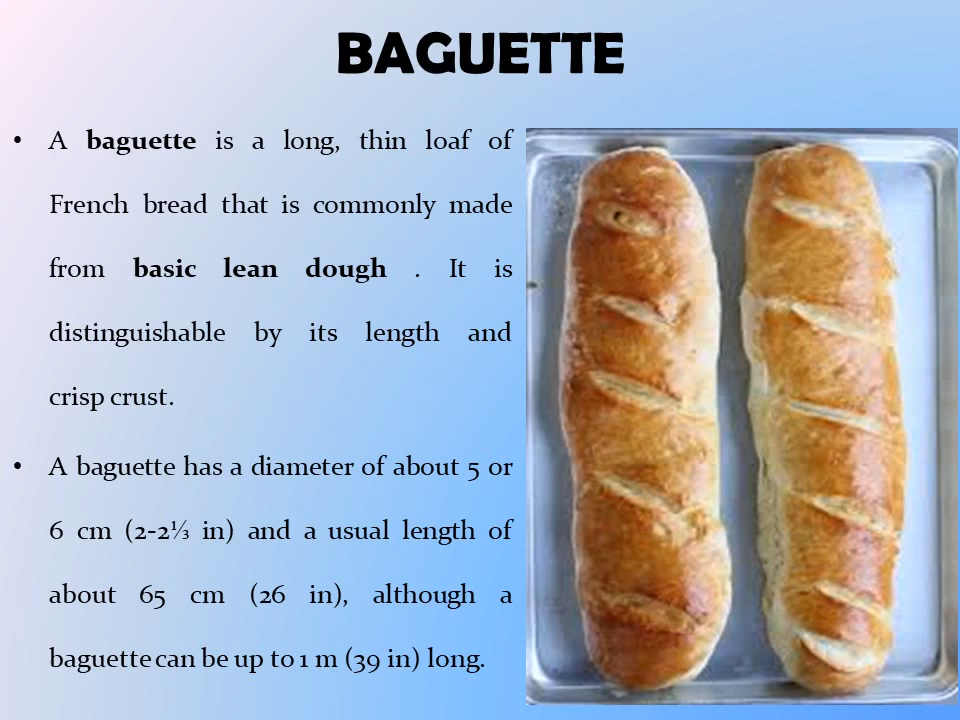 BAGUETTE
• A baguette is a long, thin loaf of
French bread that is commonly made
from basic lean dough . It is
distinguishable by its length and
crisp crust.
• A baguette has a diameter of about 5 or
6 cm (2-2⅓ in) and a usual length of
about 65 cm (26 in), although a
baguette can be up to 1 m (39 in) long.